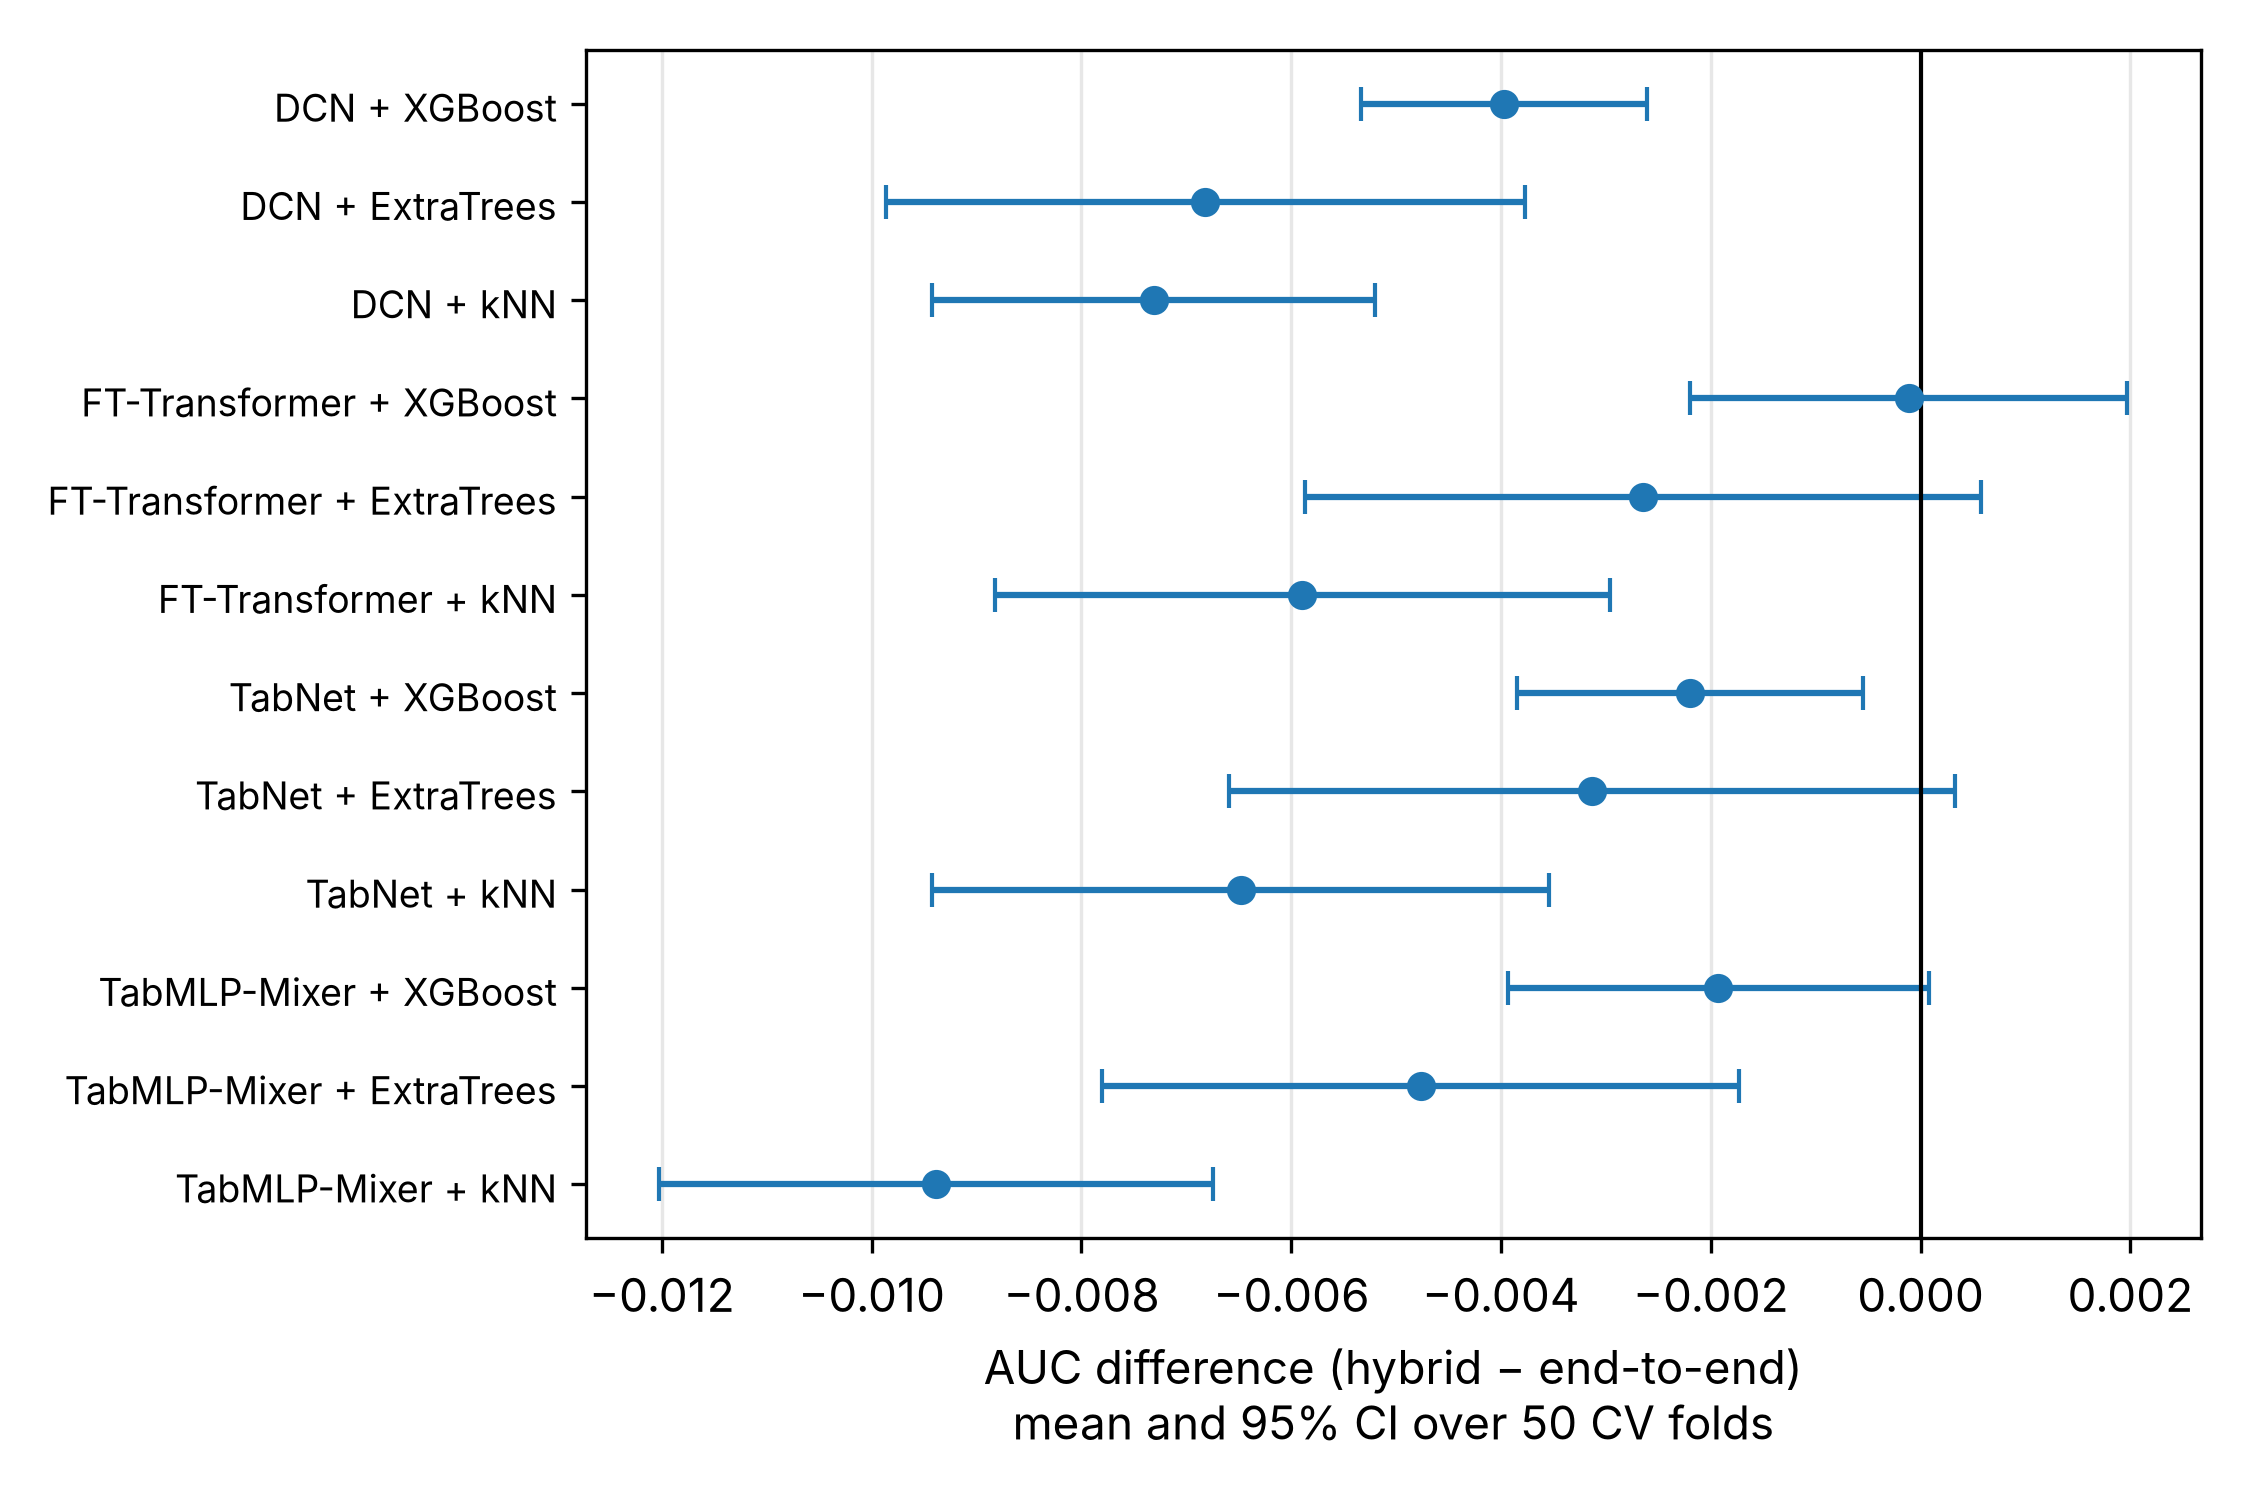 DCN + XGBoost
DCN + ExtraTrees
DCN + kNN
FT-Transformer + XGBoost
FT-Transformer + ExtraTrees
FT-Transformer + kNN
TabNet + XGBoost
TabNet + ExtraTrees
TabNet + kNN
TabMLP-Mixer + XGBoost
TabMLP-Mixer + ExtraTrees
TabMLP-Mixer + kNN
−0.012 −0.010 −0.008 −0.006 −0.004 −0.002 0.000 0.002
AUC difference (hybrid − end-to-end)
mean and 95% CI over 50 CV folds